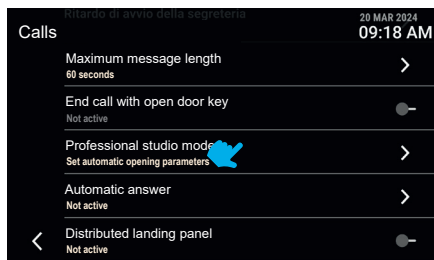 Ritardo di avvio della segreteria
20 MAR 2024
Calls
09:18 AM
Maximum message length
60 seconds
End call with open door key
Not active
Professional studio mode
Set automatic opening parameters
Automatic answer
Not active
Distributed landing panel
Not active